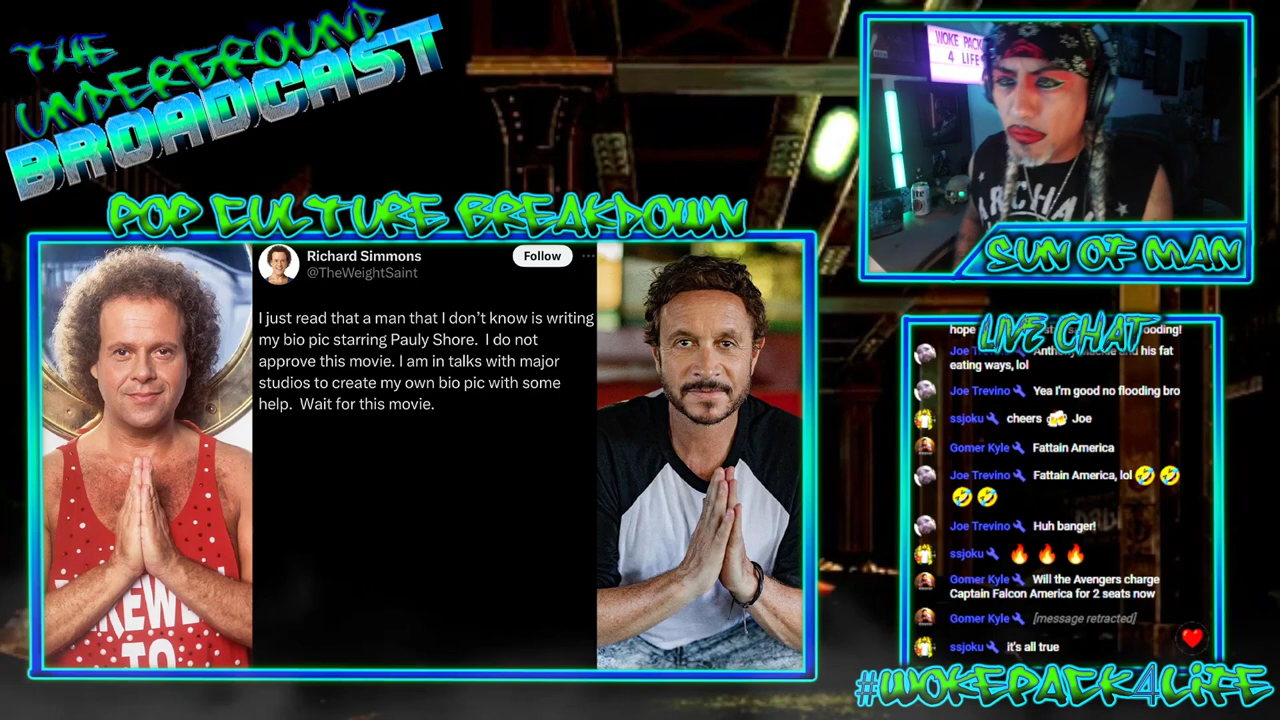 THE
UNDERGROUND
BROADCAST
WOKE PACK
4 LIFE
POP CULTURE BREAKDOWN
SUN OF MAN
Richard Simmons
@TheWeightSaint
Follow
I just read that a man that I don't know is writing
my bio pic starring Pauly Shore. I do not
approve this movie. I am in talks with major
studios to create my own bio pic with some
help. Wait for this movie.
TO
LIVE CHAT
hope ooding!
Joe Trevino his fat
eating ways, lol
Joe Trevino Yea I'm good no flooding bro
ssjoku cheers 🍻 Joe
Gomer Kyle Fattain America
Joe Trevino Fattain America, lol 🤣 🤣
🤣 🤣
Joe Trevino Huh banger!
ssjoku 🔥 🔥 🔥
Gomer Kyle Will the Avengers charge
Captain Falcon America for 2 seats now
Gomer Kyle [message retracted]
ssjoku it's all true
#WOKEPACK4LIFE